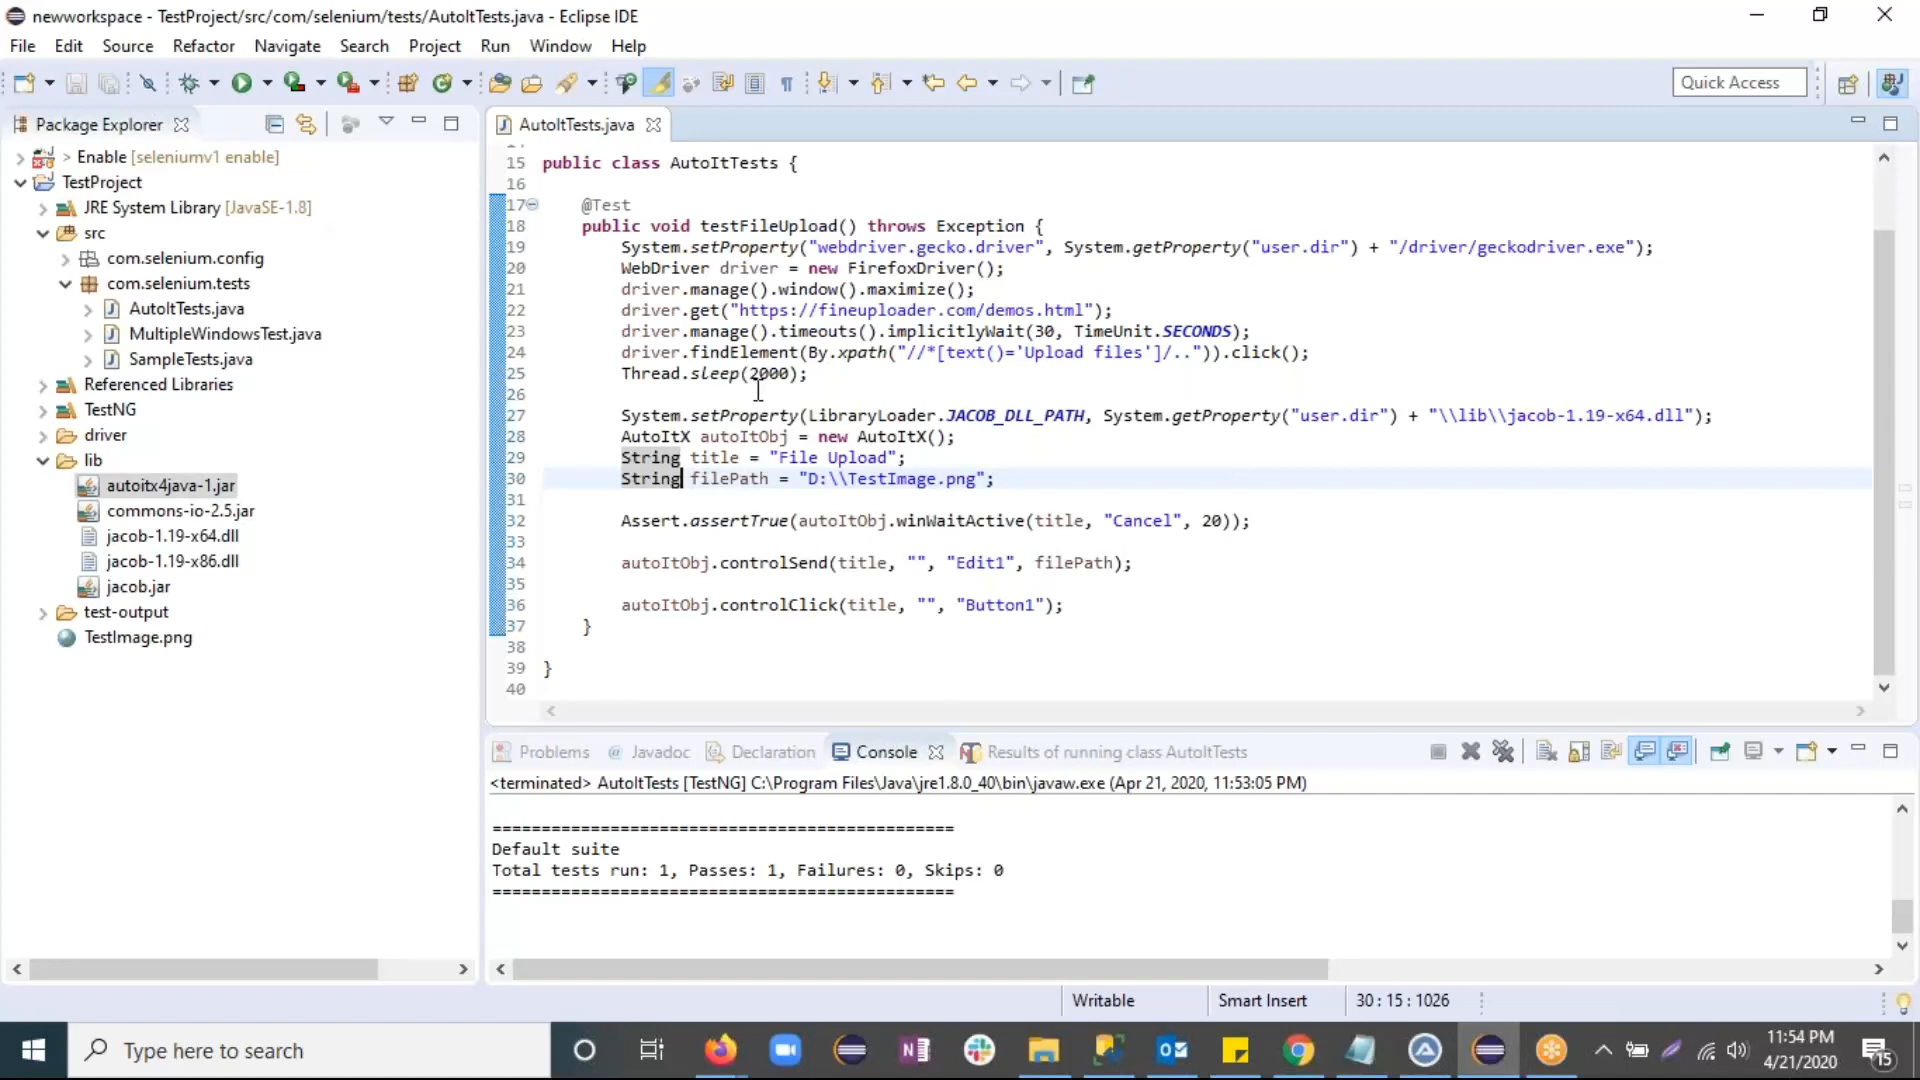 newworkspace - TestProject/src/com/selenium/tests/AutoItTests.java - Eclipse IDE
File Edit Source Refactor Navigate Search Project Run Window Help
Quick Access
Package Explorer
> Enable [seleniumv1 enable]
TestProject
JRE System Library [JavaSE-1.8]
src
com.selenium.config
com.selenium.tests
AutoItTests.java
MultipleWindowsTest.java
SampleTests.java
Referenced Libraries
TestNG
driver
lib
autoitx4java-1.jar
commons-io-2.5.jar
jacob-1.19-x64.dll
jacob-1.19-x86.dll
jacob.jar
test-output
TestImage.png
AutoItTests.java
15 public class AutoItTests {
16
17 @Test
18 public void testFileUpload() throws Exception {
19 System.setProperty("webdriver.gecko.driver", System.getProperty("user.dir") + "/driver/geckodriver.exe");
20 WebDriver driver = new FirefoxDriver();
21 driver.manage().window().maximize();
22 driver.get("https://fineuploader.com/demos.html");
23 driver.manage().timeouts().implicitlyWait(30, TimeUnit.SECONDS);
24 driver.findElement(By.xpath("//*[text()='Upload files']/..")).click();
25 Thread.sleep(2000);
26
27 System.setProperty(LibraryLoader.JACOB_DLL_PATH, System.getProperty("user.dir") + "\\lib\\jacob-1.19-x64.dll");
28 AutoItX autoItObj = new AutoItX();
29 String title = "File Upload";
30 String filePath = "D:\\TestImage.png";
31
32 Assert.assertTrue(autoItObj.winWaitActive(title, "Cancel", 20));
33
34 autoItObj.controlSend(title, "", "Edit1", filePath);
35
36 autoItObj.controlClick(title, "", "Button1");
37 }
38
39 }
40
Problems Javadoc Declaration Console Results of running class AutoItTests
<terminated> AutoItTests [TestNG] C:\Program Files\Java\jre1.8.0_40\bin\javaw.exe (Apr 21, 2020, 11:53:05 PM)
===============================================
Default suite
Total tests run: 1, Passes: 1, Failures: 0, Skips: 0
===============================================
Writable Smart Insert 30 : 15 : 1026
Type here to search
11:54 PM
4/21/2020
15